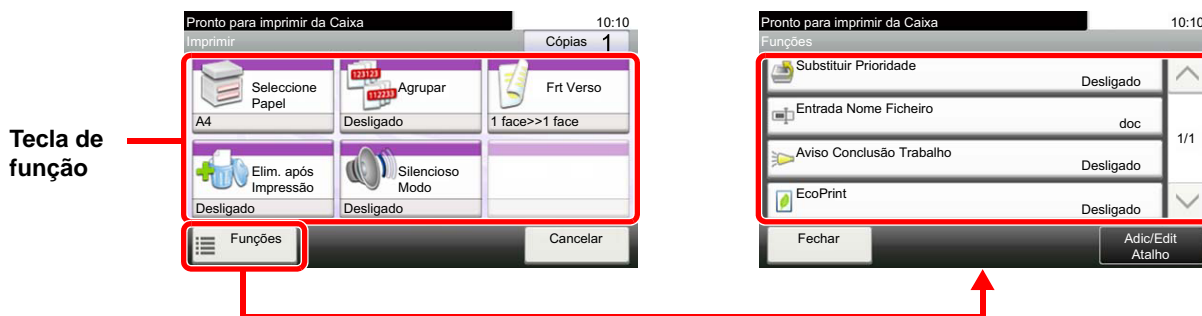 Tecla de
função
Pronto para imprimir da Caixa
10:10
Imprimir
Cópias 1
Seleccione
Papel
A4
123123
112233
Agrupar
Desligado
Frt Verso
1 face>>1 face
Elim. após
Impressão
Desligado
Silencioso
Modo
Desligado
Funções
Cancelar
Pronto para imprimir da Caixa
10:10
Funções
Substituir Prioridade
Desligado
Entrada Nome Ficheiro
doc
Aviso Conclusão Trabalho
Desligado
EcoPrint
Desligado
1/1
Fechar
Adic/Edit
Atalho